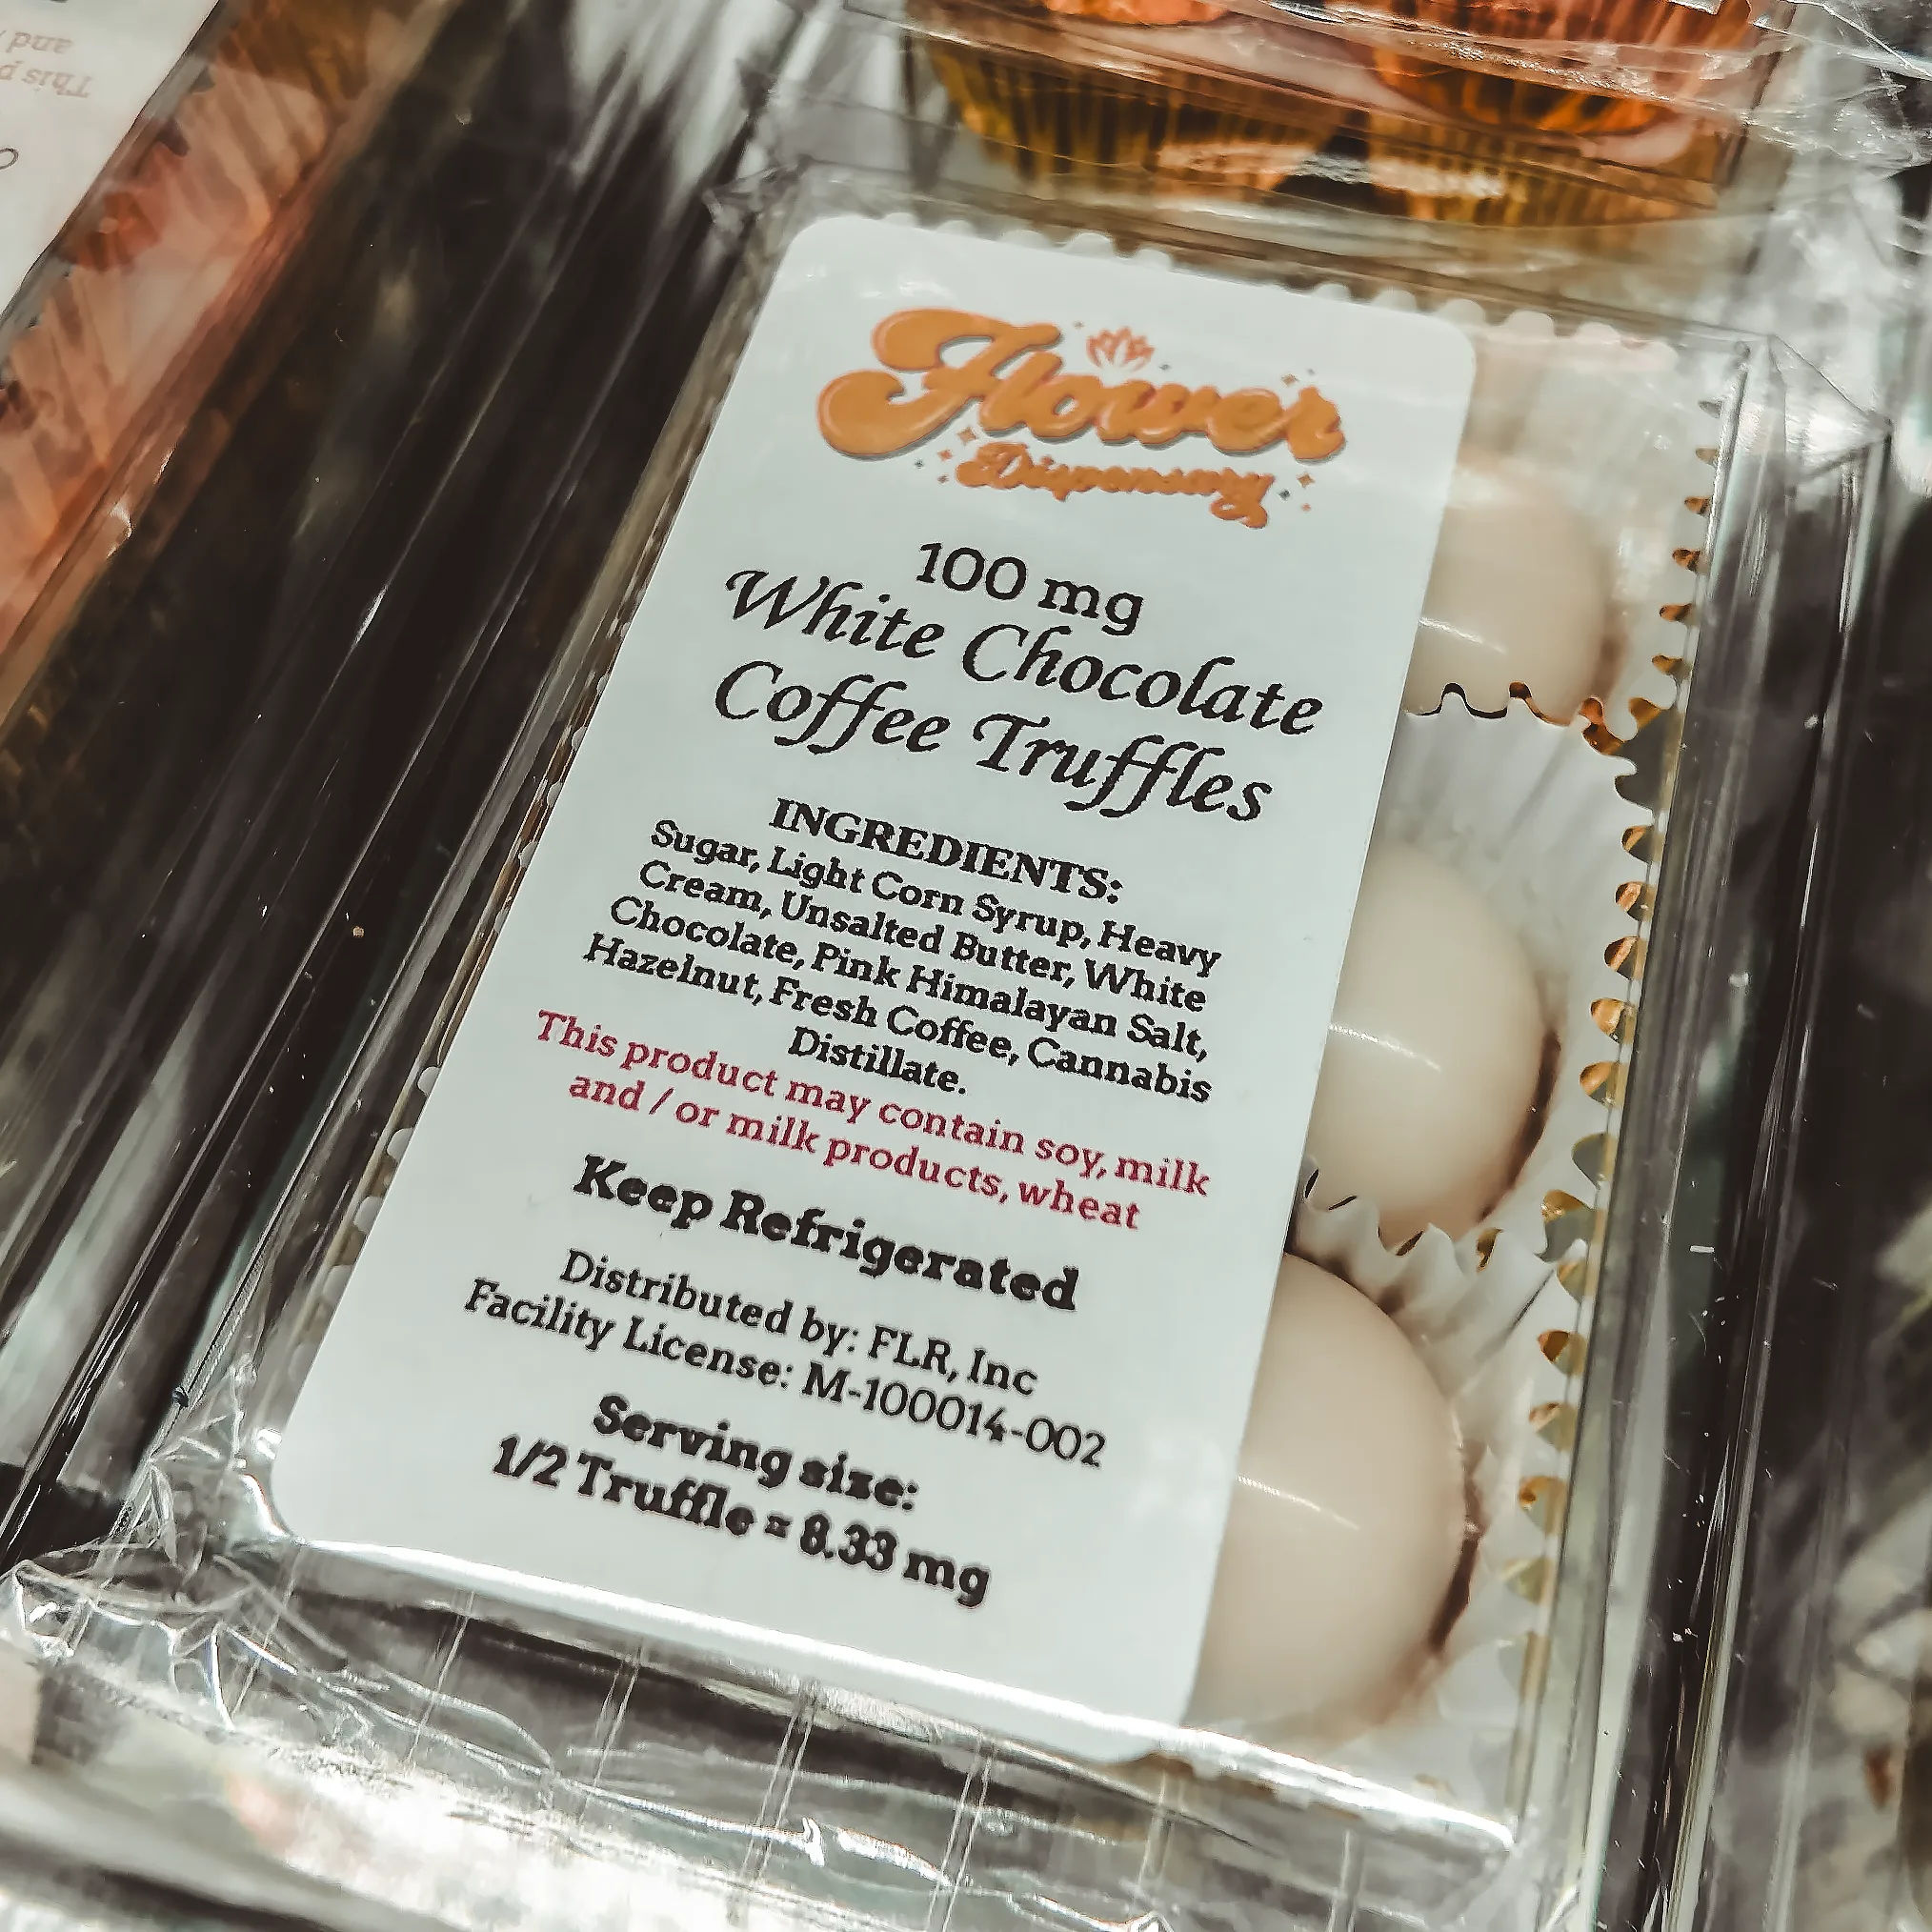 Flower
Dispensary
100 mg
White Chocolate
Coffee Truffles
INGREDIENTS:
Sugar, Light Corn Syrup, Heavy
Cream, Unsalted Butter, White
Chocolate, Pink Himalayan Salt,
Hazelnut, Fresh Coffee, Cannabis
Distillate.
This product may contain soy, milk
and / or milk products, wheat
Keep Refrigerated
Distributed by: FLR, Inc
Facility License: M-100014-002
Serving size:
1/2 Truffle = 8.33 mg
This p
and